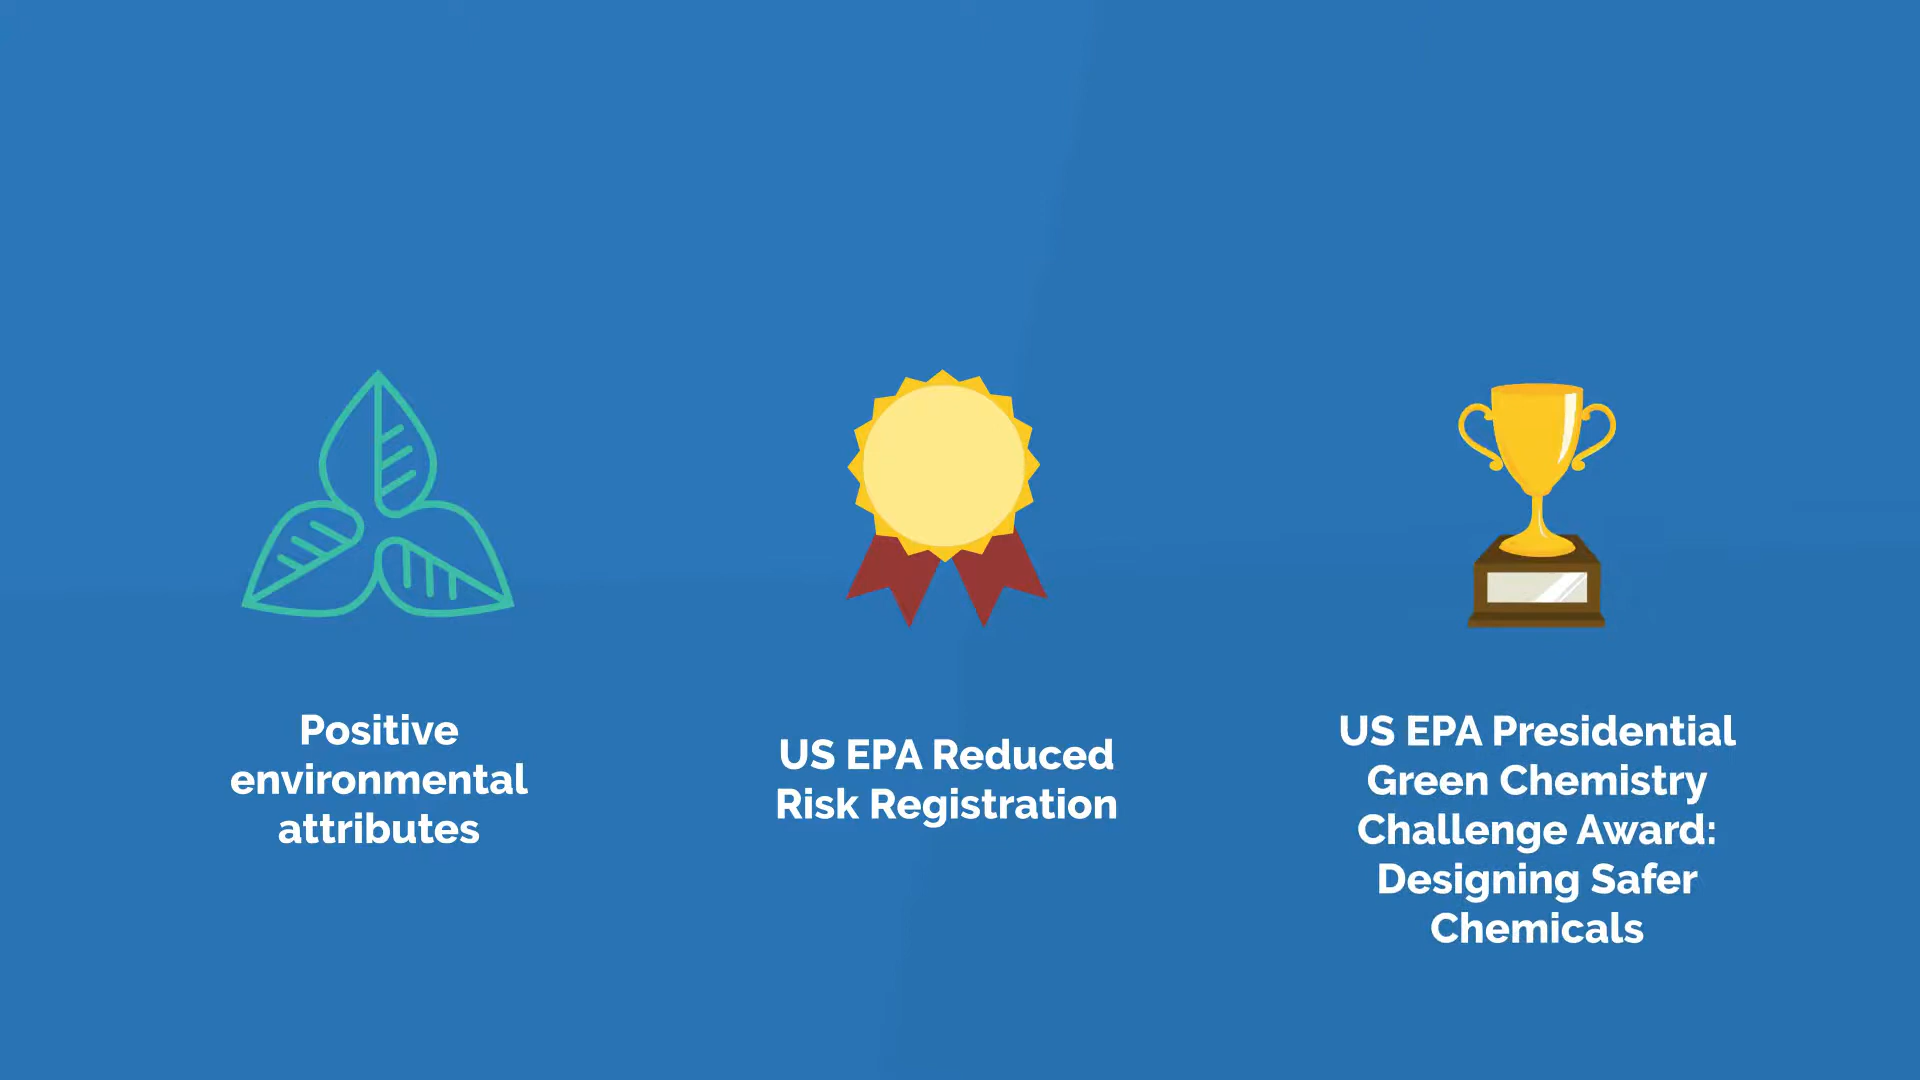 Positive
environmental
attributes
US EPA Reduced
Risk Registration
US EPA Presidential
Green Chemistry
Challenge Award:
Designing Safer
Chemicals